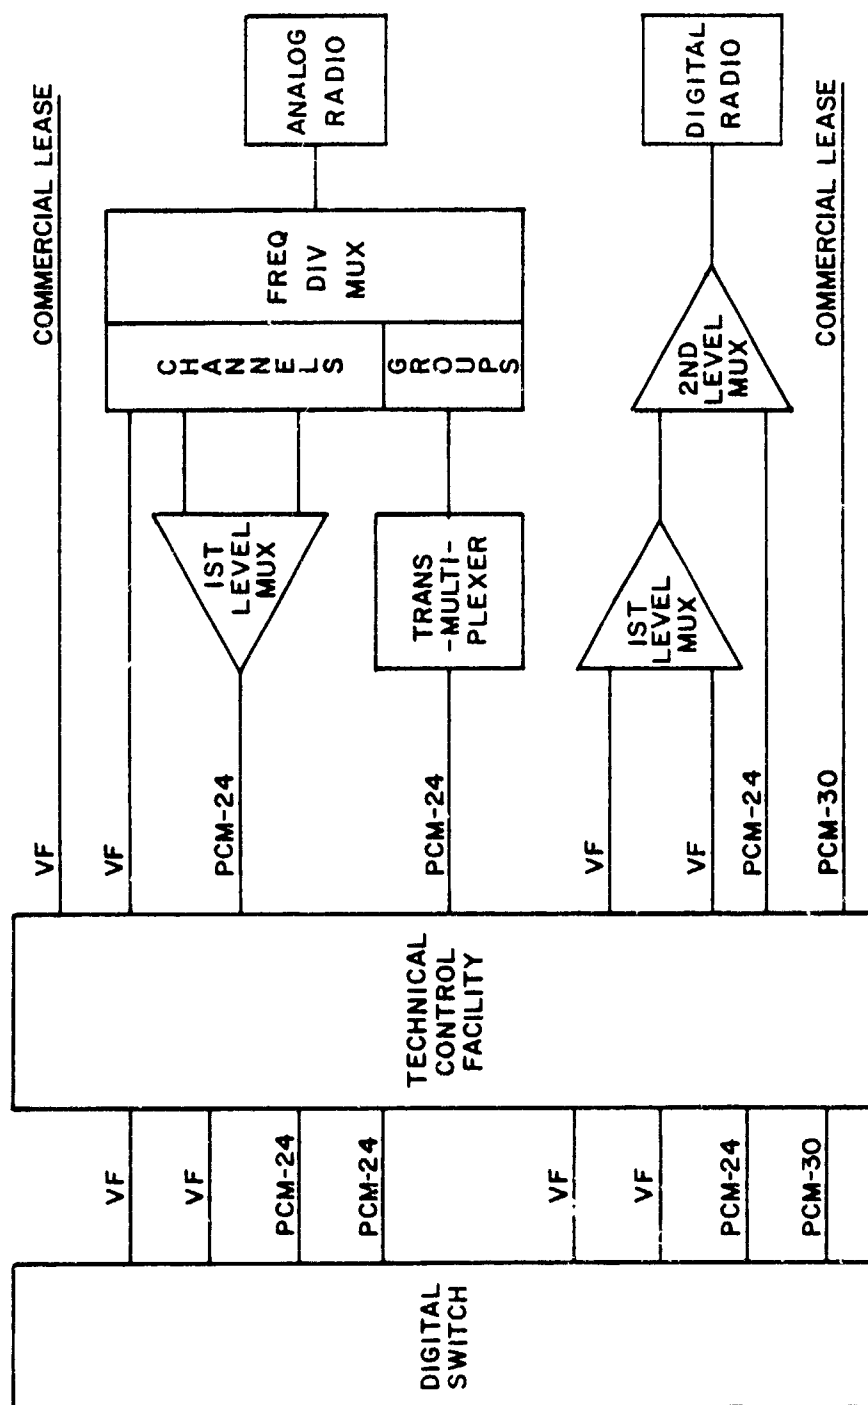 DIGITAL
SWITCH
VF
VF
PCM-24
PCM-24
VF
VF
PCM-24
PCM-30
TECHNICAL
CONTROL
FACILITY
VF
COMMERCIAL LEASE
VF
PCM-24
1ST
LEVEL
MUX
PCM-24
TRANS
-MULTI-
PLEXER
CHANNELS
GROUPS
FREQ
DIV
MUX
ANALOG
RADIO
VF
VF
1ST
LEVEL
MUX
PCM-24
2ND
LEVEL
MUX
DIGITAL
RADIO
PCM-30
COMMERCIAL LEASE